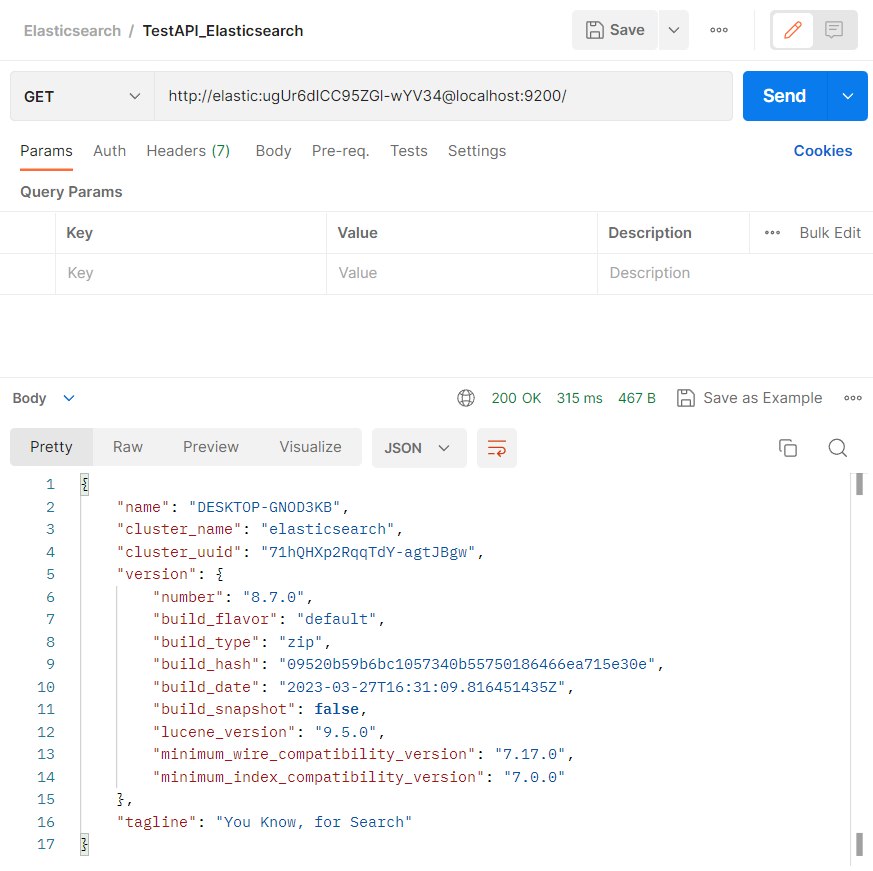 Elasticsearch / TestAPI_Elasticsearch Save
GET http://elastic:ugUr6dICC95ZGI-wYV34@localhost:9200/ Send
Params Auth Headers (7) Body Pre-req. Tests Settings Cookies
Query Params
Key Value Description Bulk Edit
Key Value Description
Body 200 OK 315 ms 467 B Save as Example
Pretty Raw Preview Visualize JSON
1 {
2 "name": "DESKTOP-GNOD3KB",
3 "cluster_name": "elasticsearch",
4 "cluster_uuid": "71hQHXp2RqqTdY-agtJBgw",
5 "version": {
6 "number": "8.7.0",
7 "build_flavor": "default",
8 "build_type": "zip",
9 "build_hash": "09520b59b6bc1057340b55750186466ea715e30e",
10 "build_date": "2023-03-27T16:31:09.816451435Z",
11 "build_snapshot": false,
12 "lucene_version": "9.5.0",
13 "minimum_wire_compatibility_version": "7.17.0",
14 "minimum_index_compatibility_version": "7.0.0"
15 },
16 "tagline": "You Know, for Search"
17 }